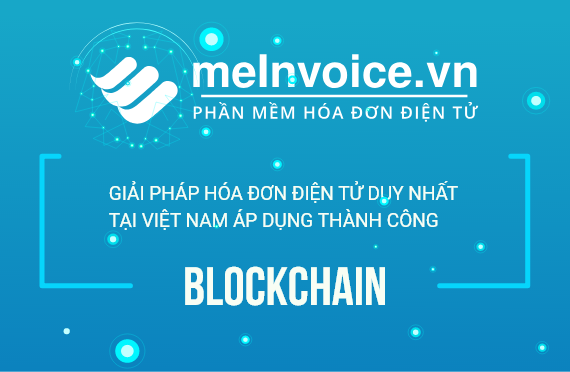 meInvoice.vn
PHẦN MỀM HÓA ĐƠN ĐIỆN TỬ
GIẢI PHÁP HÓA ĐƠN ĐIỆN TỬ DUY NHẤT
TẠI VIỆT NAM ÁP DỤNG THÀNH CÔNG
BLOCKCHAIN